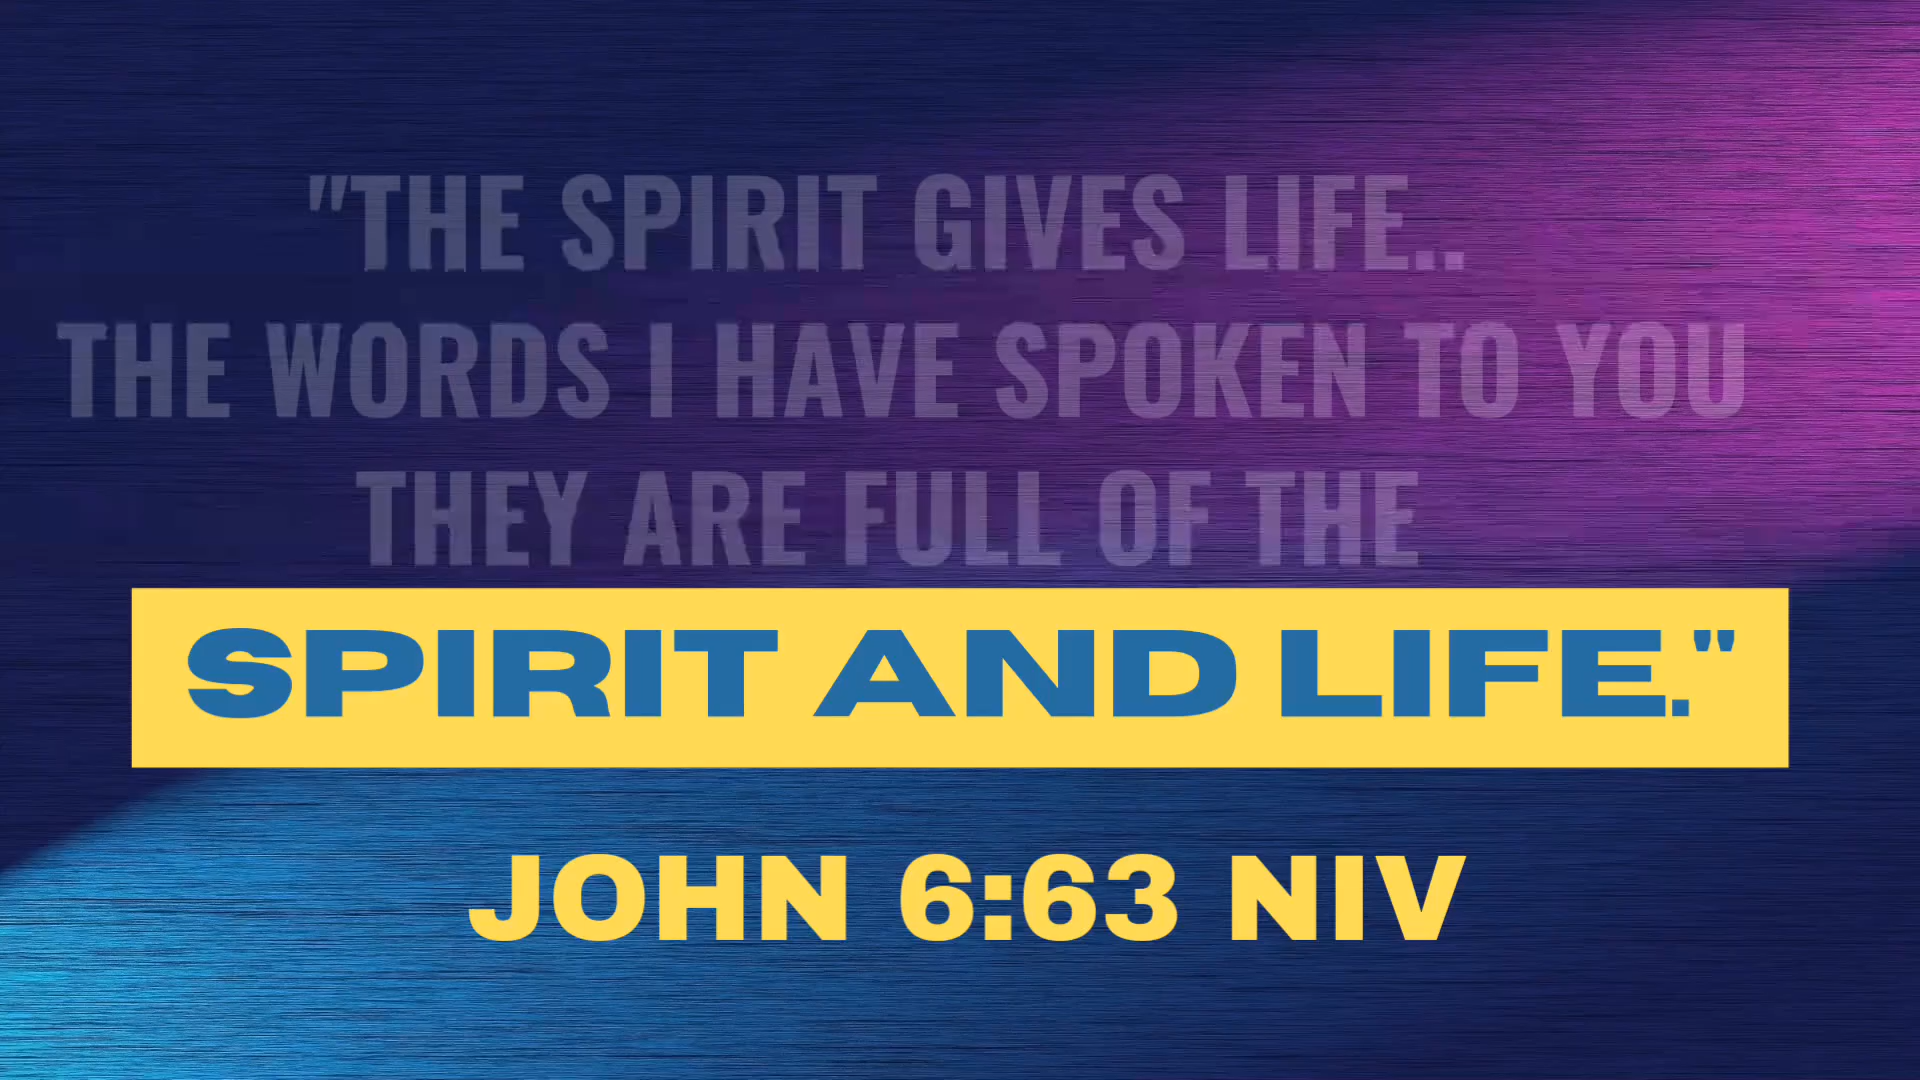 "THE SPIRIT GIVES LIFE..
THE WORDS I HAVE SPOKEN TO YOU
THEY ARE FULL OF THE
SPIRIT AND LIFE."
JOHN 6:63 NIV